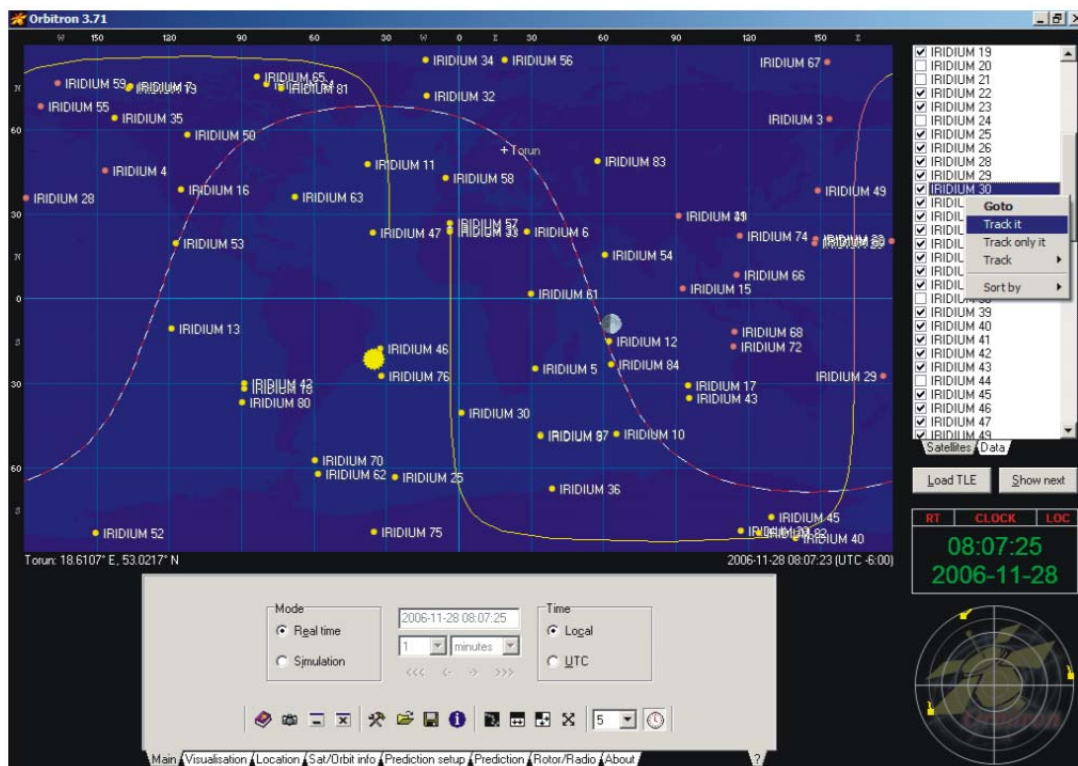 Orbitron 3.71
W 150 120 90 60 30 W 0 E 30 60 90 120 150 E
IRIDIUM 34
IRIDIUM 56
IRIDIUM 67
IRIDIUM 65
IRIDIUM 59
IRIDIUM 81
N
IRIDIUM 32
IRIDIUM 55
IRIDIUM 35
IRIDIUM 3
60
IRIDIUM 50
Torun
IRIDIUM 11
IRIDIUM 83
IRIDIUM 4
IRIDIUM 58
IRIDIUM 16
IRIDIUM 49
IRIDIUM 28
IRIDIUM 63
30
IRIDIUM 57
IRIDIUM 47
IRIDIUM 6
IRIDIUM 74
IRIDIUM 53
N
IRIDIUM 54
IRIDIUM 66
IRIDIUM 15
IRIDIUM 61
0
IRIDIUM 13
IRIDIUM 68
IRIDIUM 12
S
IRIDIUM 46
IRIDIUM 72
IRIDIUM 5
IRIDIUM 84
IRIDIUM 76
IRIDIUM 29
30
IRIDIUM 42
IRIDIUM 17
IRIDIUM 80
IRIDIUM 43
IRIDIUM 30
IRIDIUM 10
IRIDIUM 70
60
IRIDIUM 62
IRIDIUM 25
IRIDIUM 36
S
IRIDIUM 45
IRIDIUM 52
IRIDIUM 75
IRIDIUM 40
Torun: 18.6107° E, 53.0217° N
2006-11-28 08:07:23 (UTC -6:00)
IRIDIUM 19
IRIDIUM 20
IRIDIUM 21
IRIDIUM 22
IRIDIUM 23
IRIDIUM 24
IRIDIUM 25
IRIDIUM 26
IRIDIUM 28
IRIDIUM 29
IRIDIUM 30
Goto
Track it
Track only it
Track
Sort by
IRIDIUM 39
IRIDIUM 40
IRIDIUM 41
IRIDIUM 42
IRIDIUM 43
IRIDIUM 44
IRIDIUM 45
IRIDIUM 46
IRIDIUM 47
IRIDIUM 49
Satellites Data
Load TLE Show next
RT CLOCK LOC
08:07:25
2006-11-28
Mode
Real time
Simulation
2006-11-28 08:07:25
1 minutes
<<< <- -> >>>
Time
Local
UTC
5
Main Visualisation Location Sat/Orbit info Prediction setup Prediction Rotor/Radio About ?